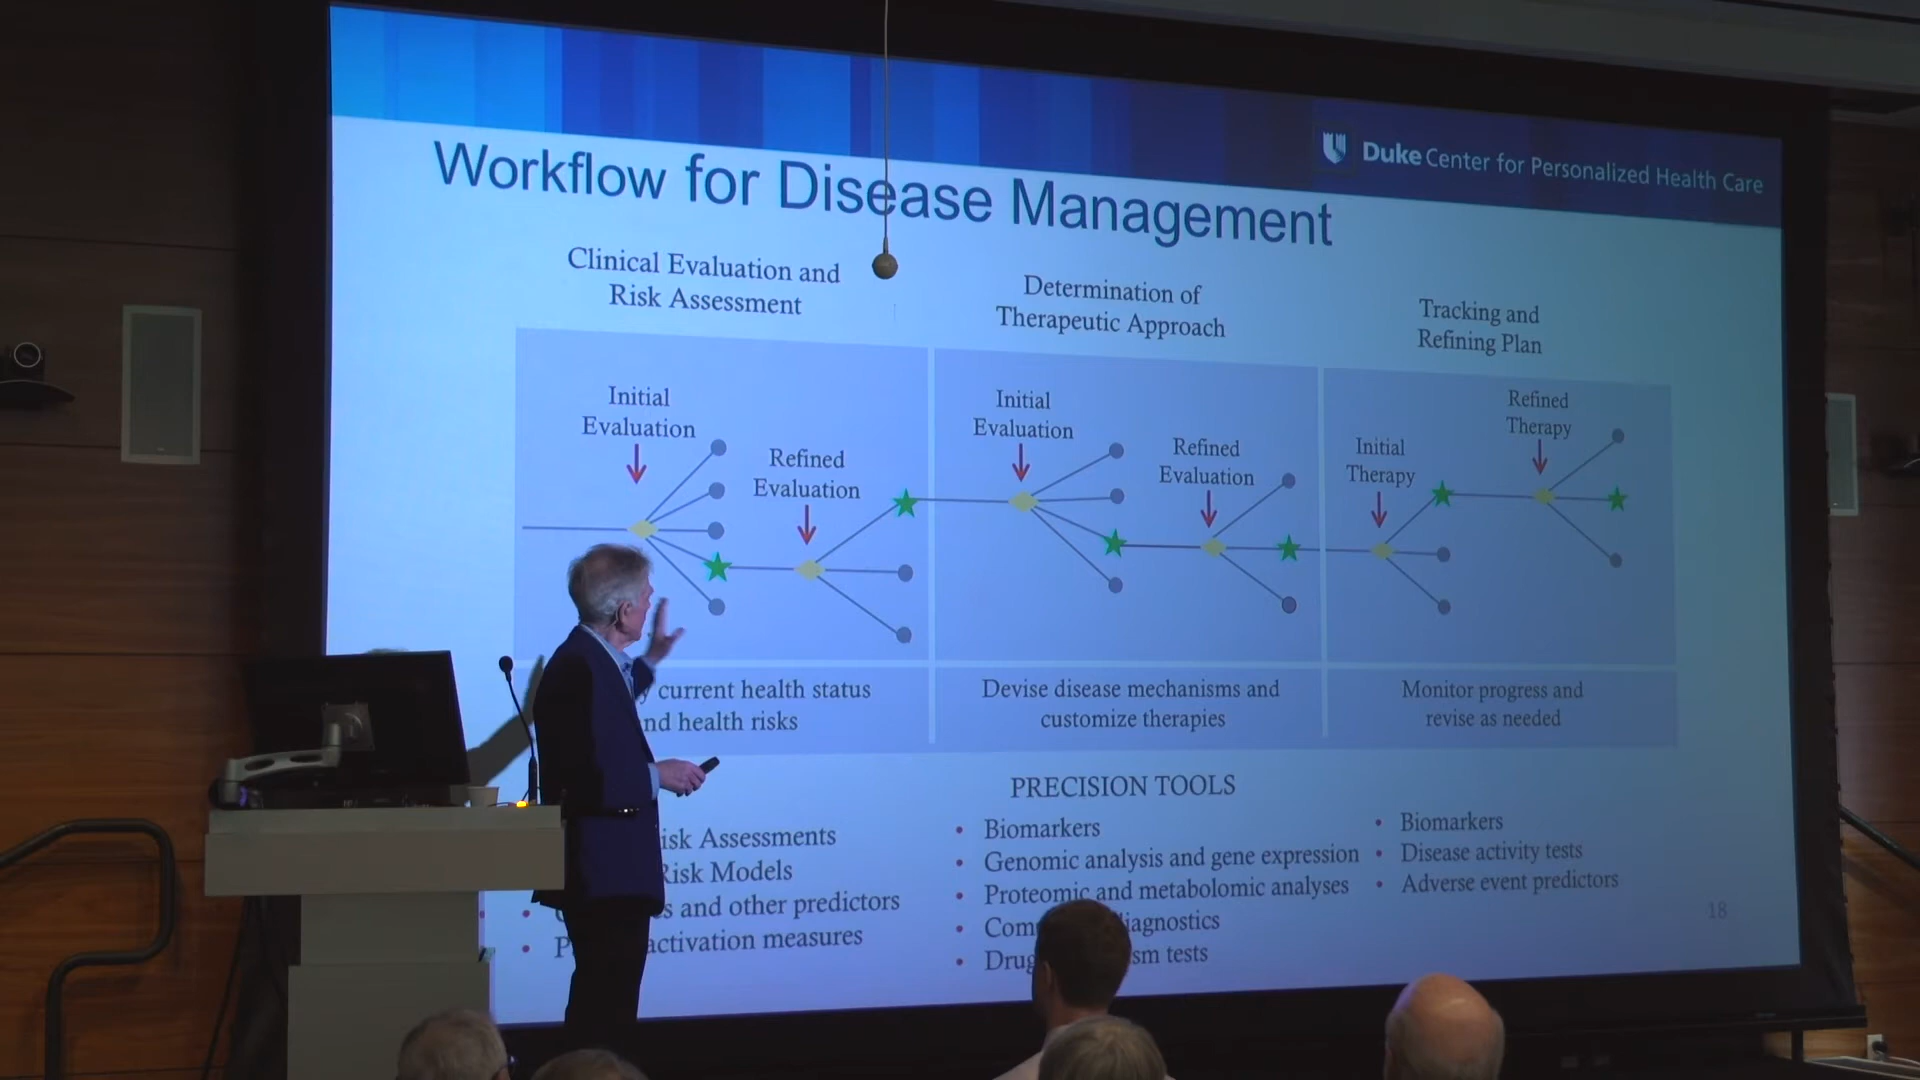 Duke Center for Personalized Health Care
Workflow for Disease Management
Clinical Evaluation and
Risk Assessment
Determination of
Therapeutic Approach
Tracking and
Refining Plan
Initial
Evaluation
Refined
Evaluation
Initial
Evaluation
Refined
Evaluation
Initial
Therapy
Refined
Therapy
current health status
health risks
Devise disease mechanisms and
customize therapies
Monitor progress and
revise as needed
PRECISION TOOLS
Assessments
Risk Models
and other predictors
activation measures
• Biomarkers
• Genomic analysis and gene expression
• Proteomic and metabolomic analyses
•
• Drug tests
• Biomarkers
• Disease activity tests
• Adverse event predictors
18